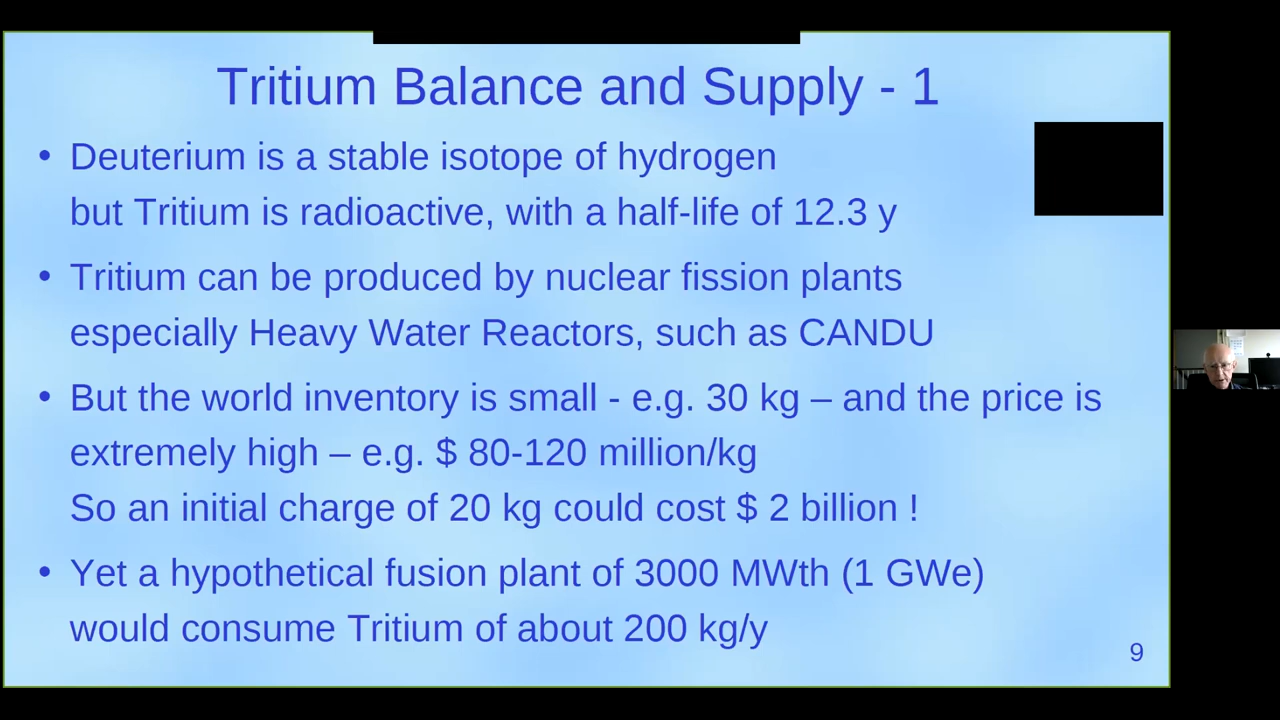 Tritium Balance and Supply - 1
• Deuterium is a stable isotope of hydrogen
but Tritium is radioactive, with a half-life of 12.3 y
• Tritium can be produced by nuclear fission plants
especially Heavy Water Reactors, such as CANDU
• But the world inventory is small - e.g. 30 kg – and the price is
extremely high – e.g. $ 80-120 million/kg
So an initial charge of 20 kg could cost $ 2 billion !
• Yet a hypothetical fusion plant of 3000 MWth (1 GWe)
would consume Tritium of about 200 kg/y
9